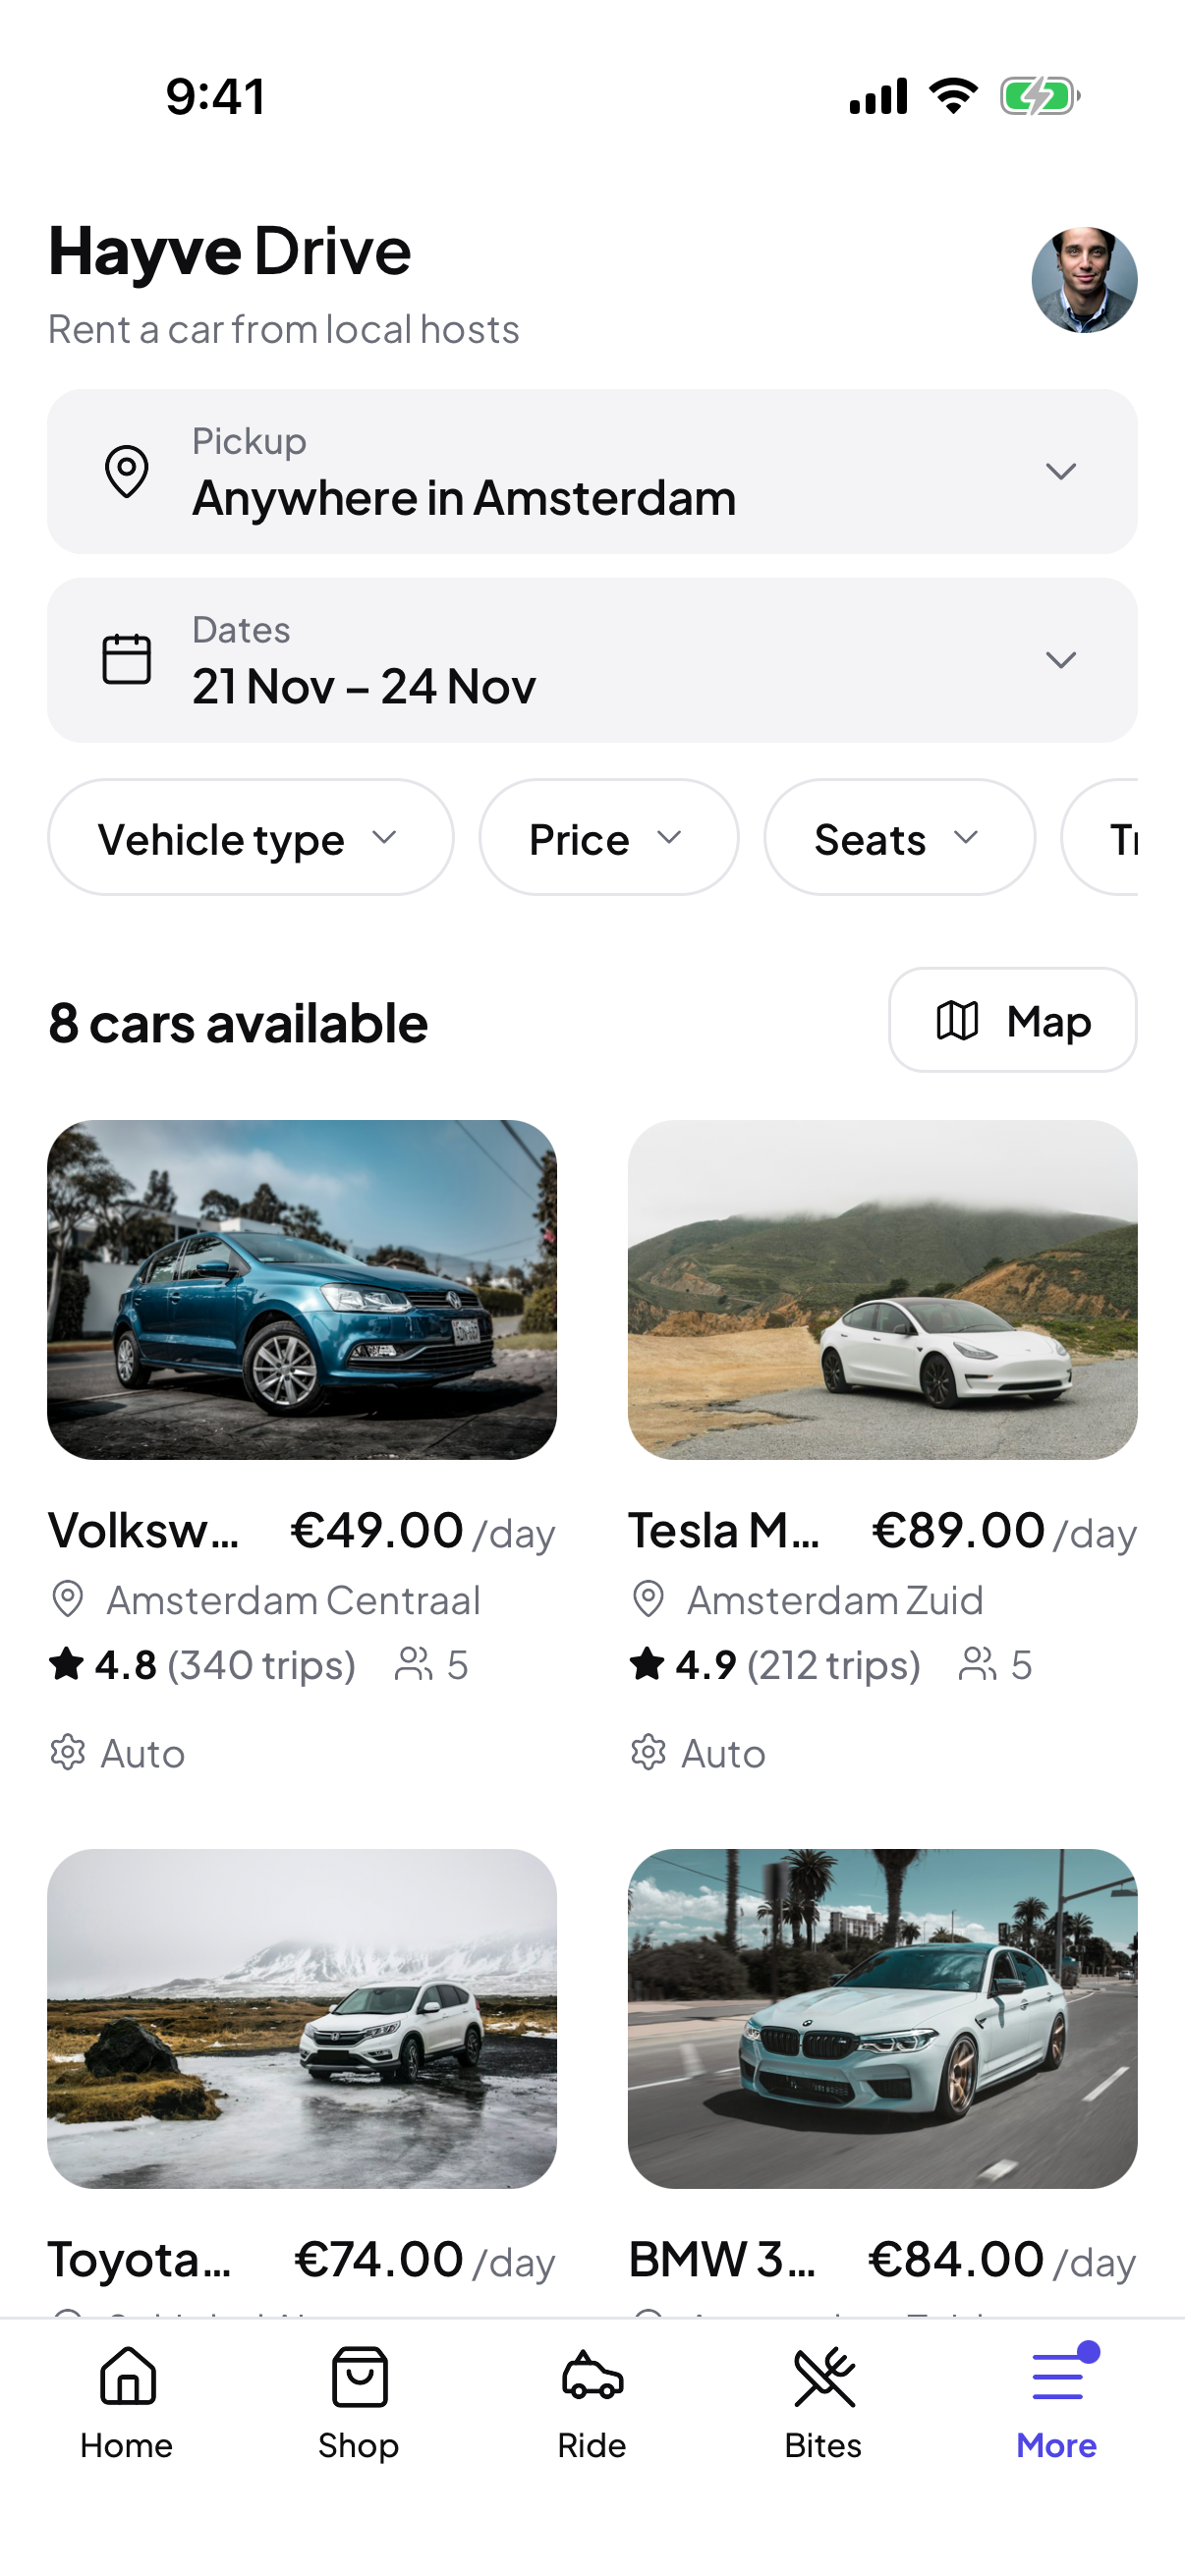 9:41
Hayve Drive
Rent a car from local hosts
Pickup
Anywhere in Amsterdam
Dates
21 Nov – 24 Nov
Vehicle type Price Seats
8 cars available Map
Volksw... €49.00 /day
Amsterdam Centraal
4.8 (340 trips) 5
Auto
Tesla M... €89.00 /day
Amsterdam Zuid
4.9 (212 trips) 5
Auto
Toyota... €74.00 /day
BMW 3... €84.00 /day
Home Shop Ride Bites More